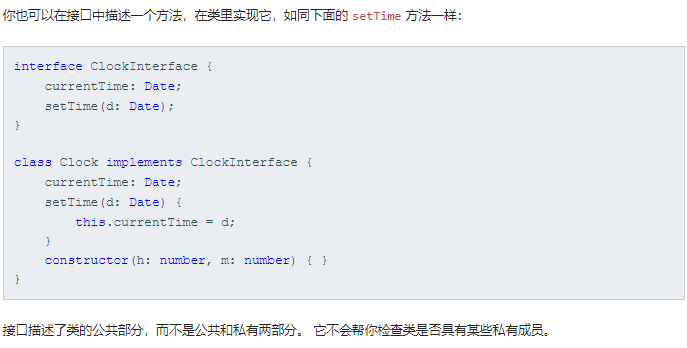 你也可以在接口中描述一个方法，在类里实现它，如同下面的 setTime 方法一样：
interface ClockInterface {
    currentTime: Date;
    setTime(d: Date);
}
class Clock implements ClockInterface {
    currentTime: Date;
    setTime(d: Date) {
        this.currentTime = d;
    }
    constructor(h: number, m: number) { }
}
接口描述了类的公共部分，而不是公共和私有两部分。 它不会帮你检查类是否具有某些私有成员。